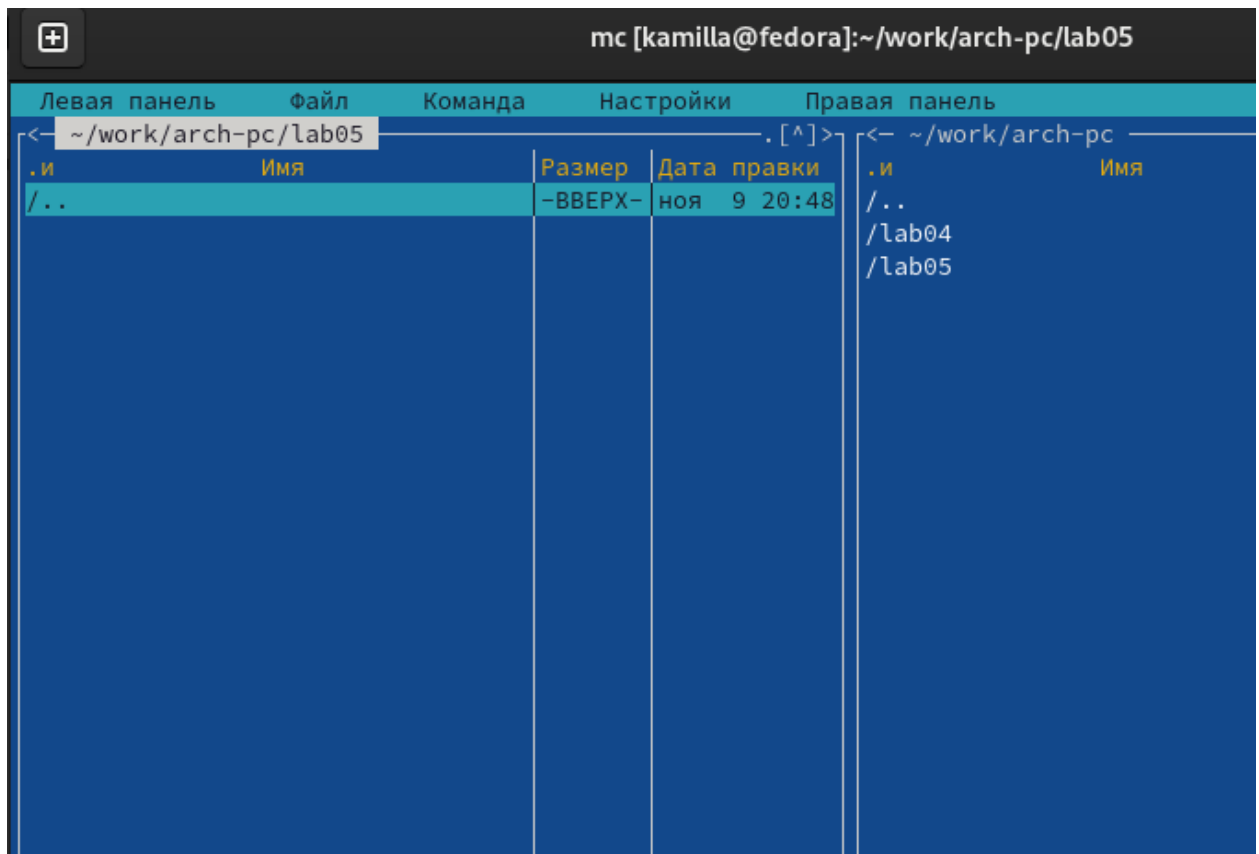 mc [kamilla@fedora]:~/work/arch-pc/lab05
Левая панель Файл Команда Настройки Правая панель
<− ~/work/arch-pc/lab05 .[^]> <− ~/work/arch-pc
.и Имя Размер Дата правки .и Имя
/.. -ВВЕРХ- ноя 9 20:48 /..
/lab04
/lab05